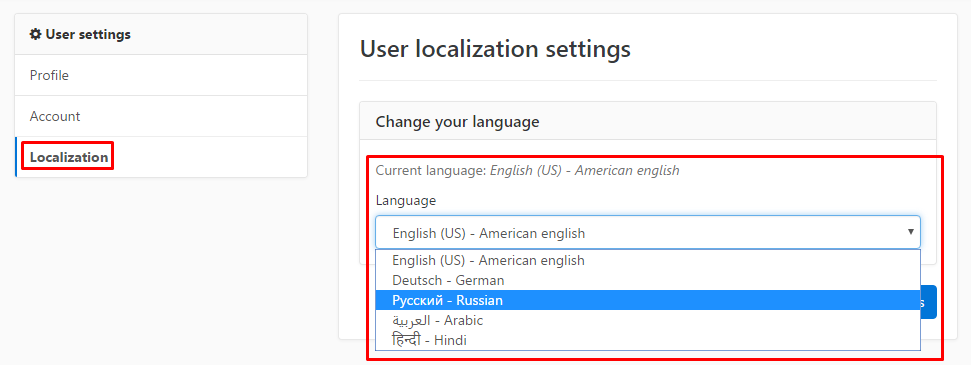 User settings
Profile
Account
Localization
User localization settings
Change your language
Current language: English (US) - American english
Language
English (US) - American english
English (US) - American english
Deutsch - German
Русский - Russian
العربية - Arabic
हिन्दी - Hindi